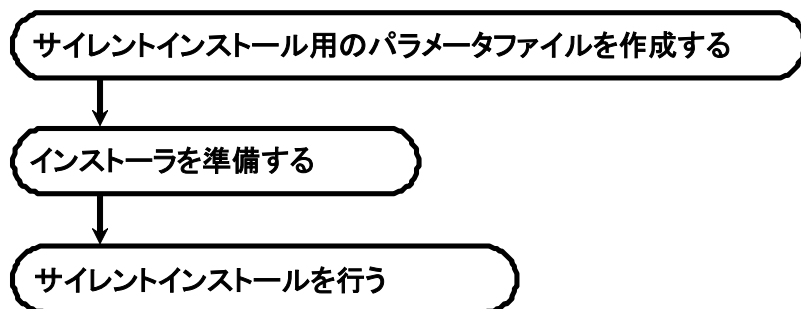 サイレントインストール用のパラメータファイルを作成する
インストーラを準備する
サイレントインストールを行う